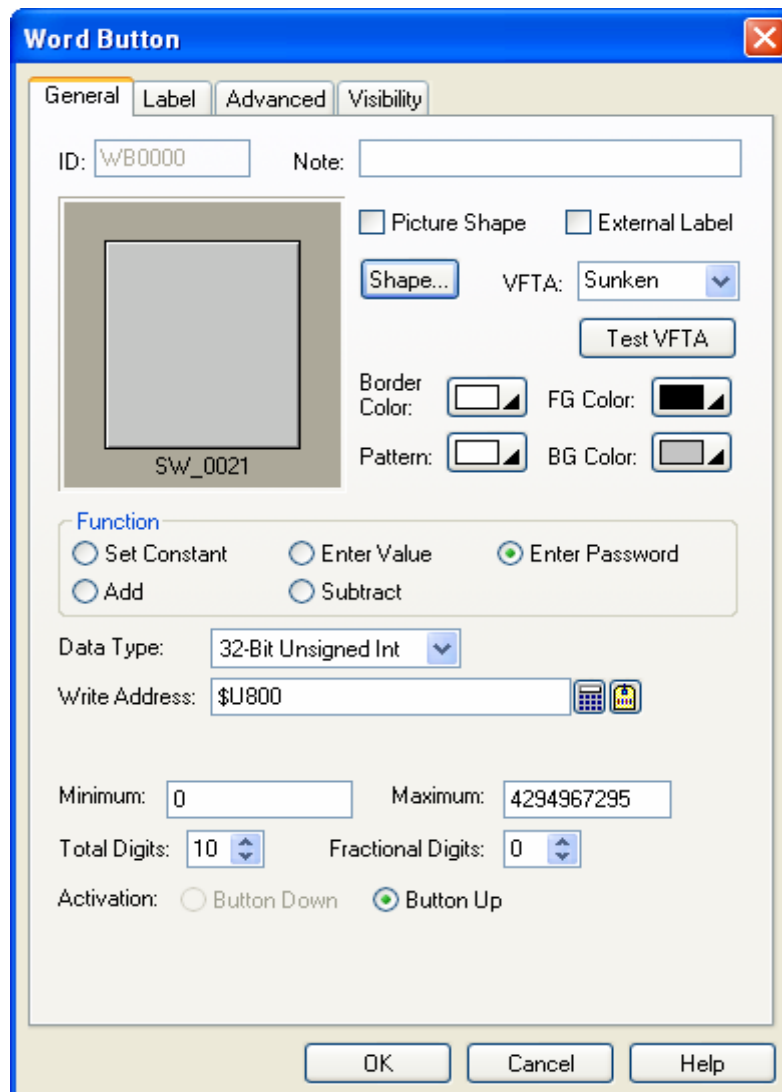 Word Button
General Label Advanced Visibility
ID: WB0000 Note:
Picture Shape External Label
Shape... VFTA: Sunken
Test VFTA
Border Color: FG Color:
SW_0021 Pattern: BG Color:
Function
Set Constant Enter Value Enter Password
Add Subtract
Data Type: 32-Bit Unsigned Int
Write Address: $U800
Minimum: 0 Maximum: 4294967295
Total Digits: 10 Fractional Digits: 0
Activation: Button Down Button Up
OK Cancel Help